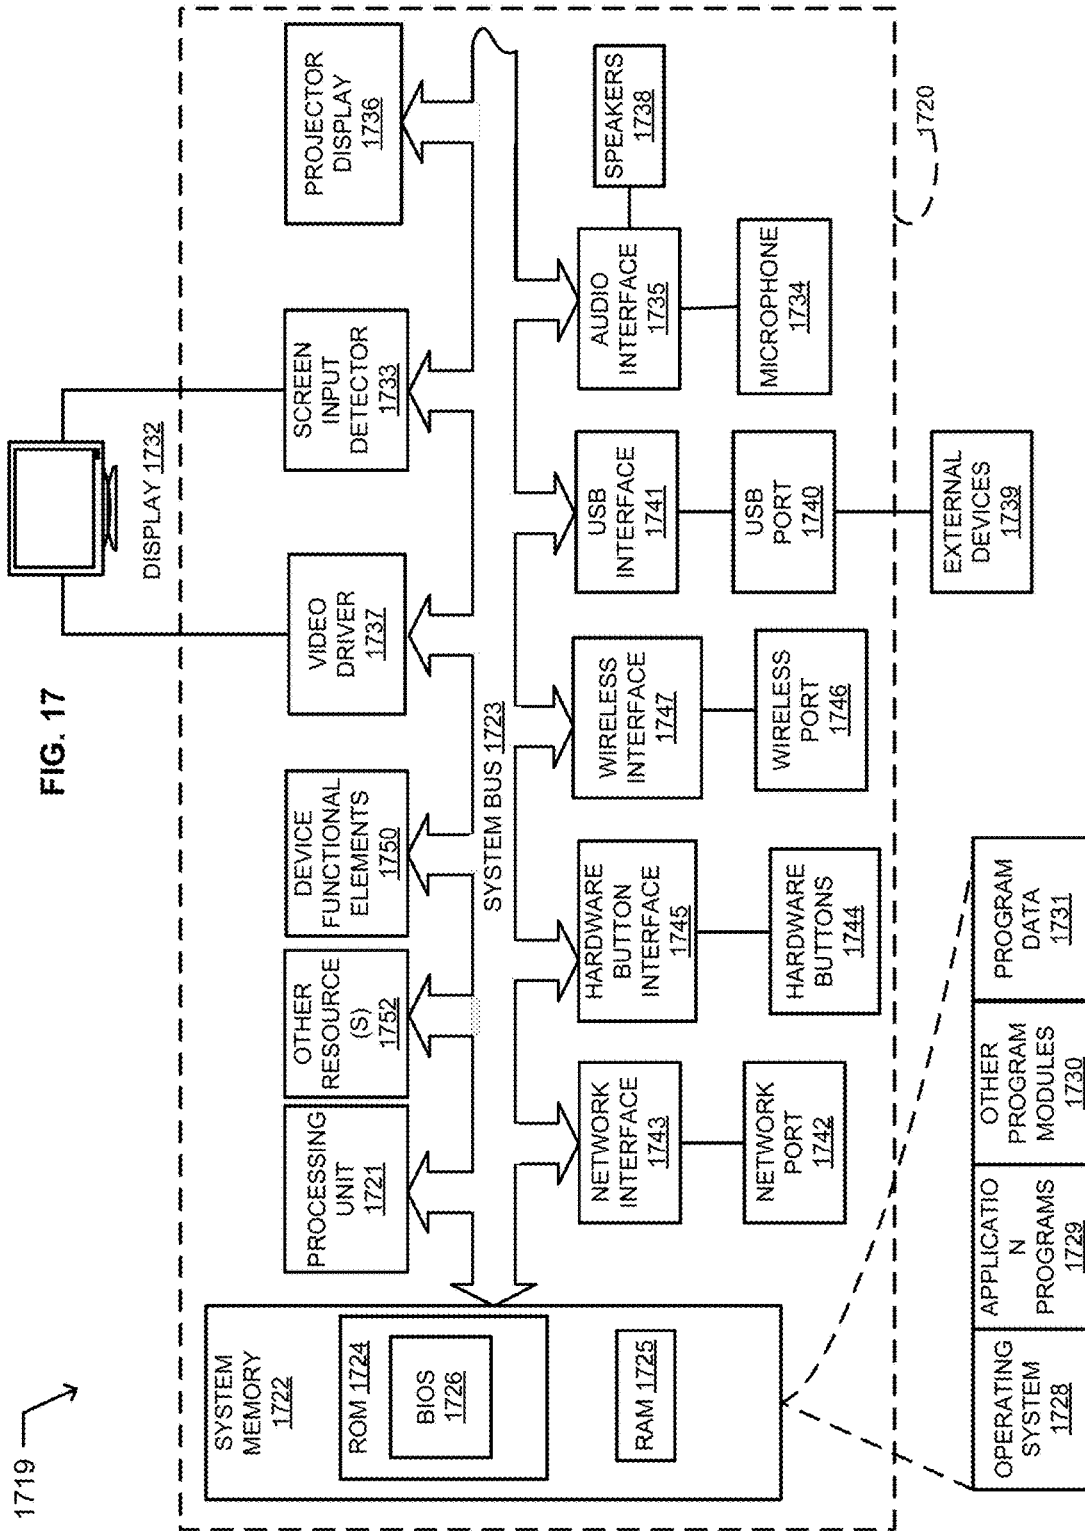 1719
FIG. 17
DISPLAY 1732
SYSTEM
MEMORY
1722
ROM 1724
BIOS
1726
RAM 1725
PROCESSING
UNIT
1721
OTHER
RESOURCE
(S)
1752
DEVICE
FUNCTIONAL
ELEMENTS
1750
VIDEO
DRIVER
1737
SCREEN
INPUT
DETECTOR
1733
PROJECTOR
DISPLAY
1736
SYSTEM BUS 1723
NETWORK
INTERFACE
1743
HARDWARE
BUTTON
INTERFACE
1745
WIRELESS
INTERFACE
1747
USB
INTERFACE
1741
AUDIO
INTERFACE
1735
SPEAKERS
1738
NETWORK
PORT
1742
HARDWARE
BUTTONS
1744
WIRELESS
PORT
1746
USB
PORT
1740
MICROPHONE
1734
1720
EXTERNAL
DEVICES
1739
OPERATING
SYSTEM
1728
APPLICATIO
N
PROGRAMS
1729
OTHER
PROGRAM
MODULES
1730
PROGRAM
DATA
1731